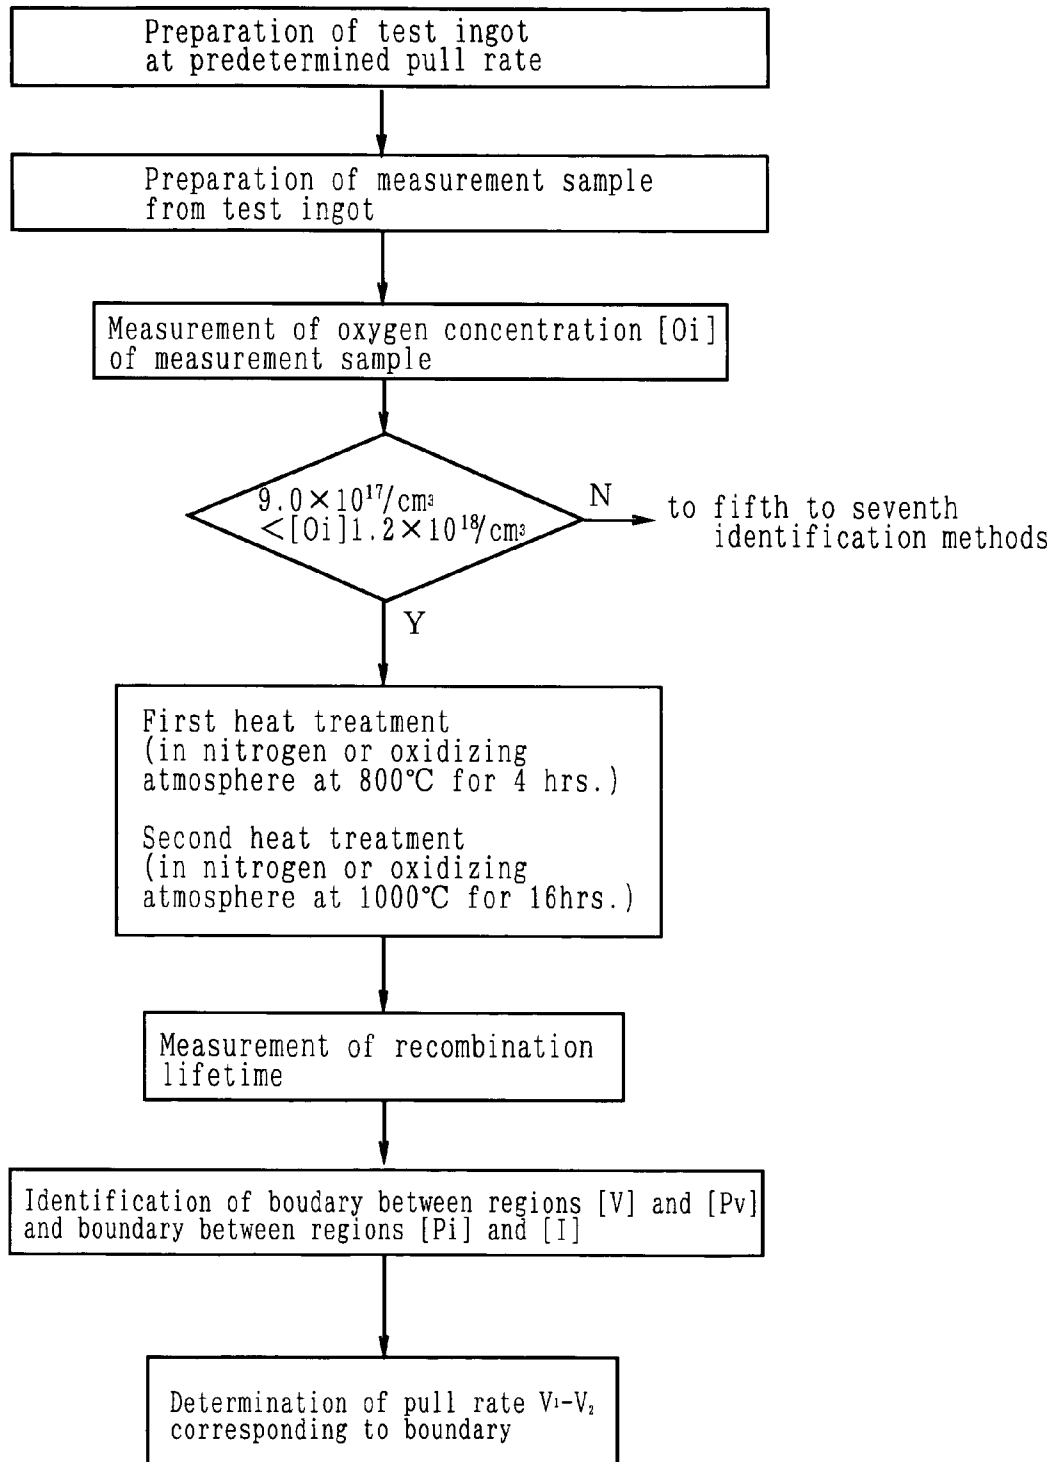 Preparation of test ingot
at predetermined pull rate
Preparation of measurement sample
from test ingot
Measurement of oxygen concentration [Oi]
of measurement sample
9.0×10¹⁷/cm³
<[Oi]1.2×10¹⁸/cm³
N
to fifth to seventh
identification methods
Y
First heat treatment
(in nitrogen or oxidizing
atmosphere at 800℃ for 4 hrs.)
Second heat treatment
(in nitrogen or oxidizing
atmosphere at 1000℃ for 16hrs.)
Measurement of recombination
lifetime
Identification of boudary between regions [V] and [Pv]
and boundary between regions [Pi] and [I]
Determination of pull rate V¹-V₂
corresponding to boundary